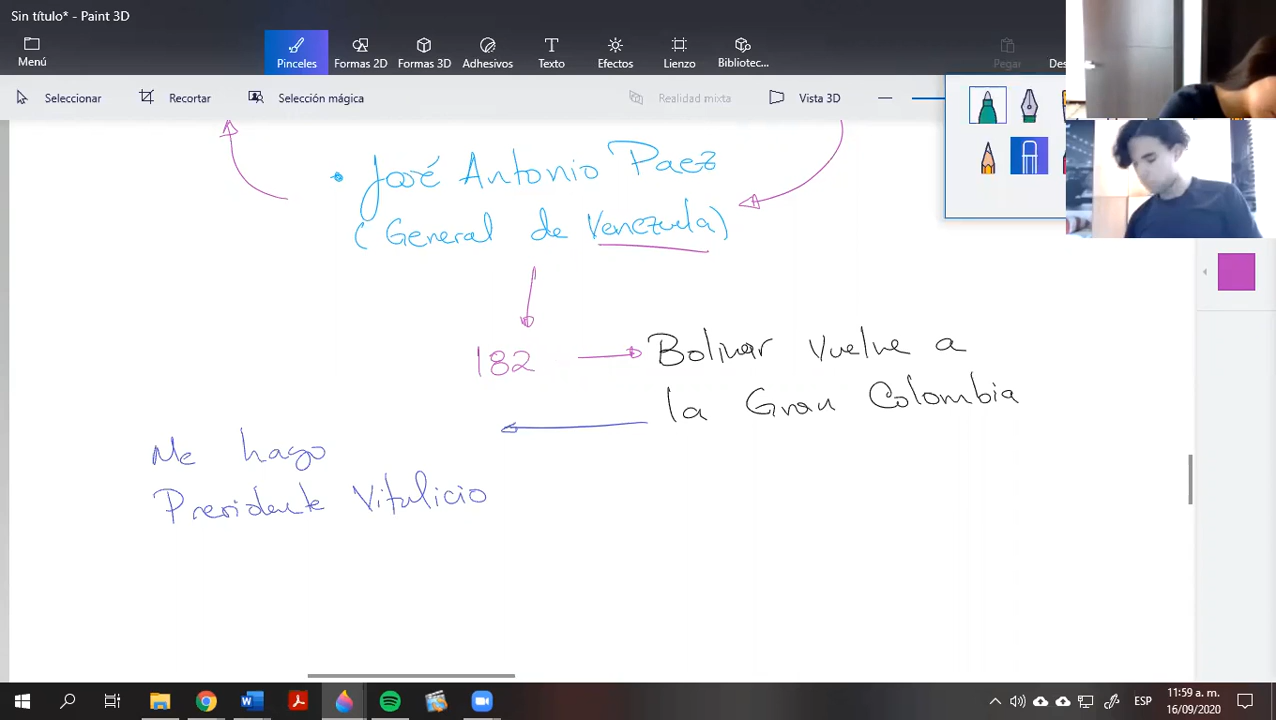 Sin título* - Paint 3D
Menú
Pinceles
Formas 2D
Formas 3D
Adhesivos
Texto
Efectos
Lienzo
Bibliotec...
Pegar
Des
Seleccionar
Recortar
Selección mágica
Realidad mixta
Vista 3D
• José Antonio Paez
(General de Venezuela)
182
Bolivar vuelve a
la Gran Colombia
Me hago
Presidente Vitalicio
ESP
11:59 a. m.
16/09/2020